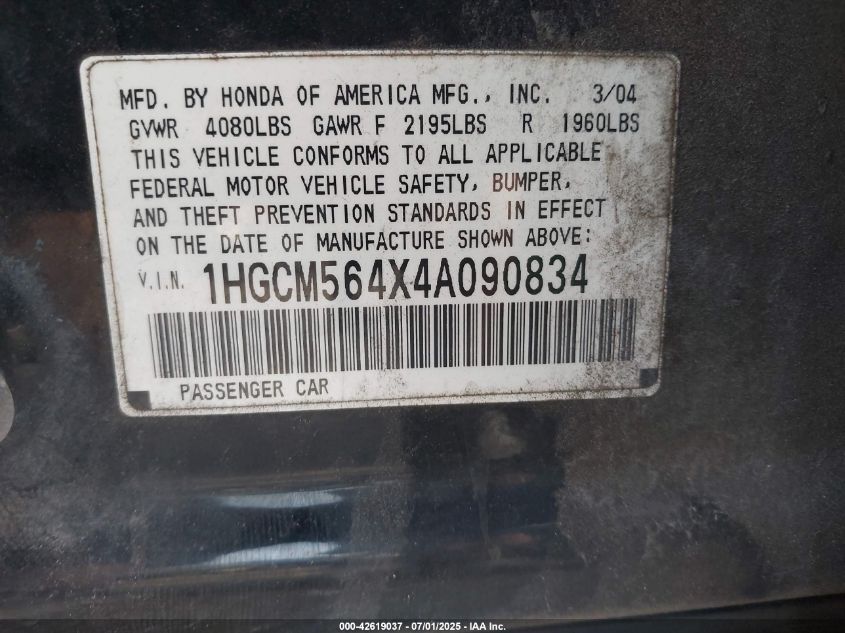 MFD. BY HONDA OF AMERICA MFG., INC. 3/04
GVWR 4080LBS GAWR F 2195LBS R 1960LBS
THIS VEHICLE CONFORMS TO ALL APPLICABLE
FEDERAL MOTOR VEHICLE SAFETY, BUMPER,
AND THEFT PREVENTION STANDARDS IN EFFECT
ON THE DATE OF MANUFACTURE SHOWN ABOVE:
V.I.N. 1HGCM564X4A090834
PASSENGER CAR
000-42619037 - 07/01/2025 - IAA Inc.